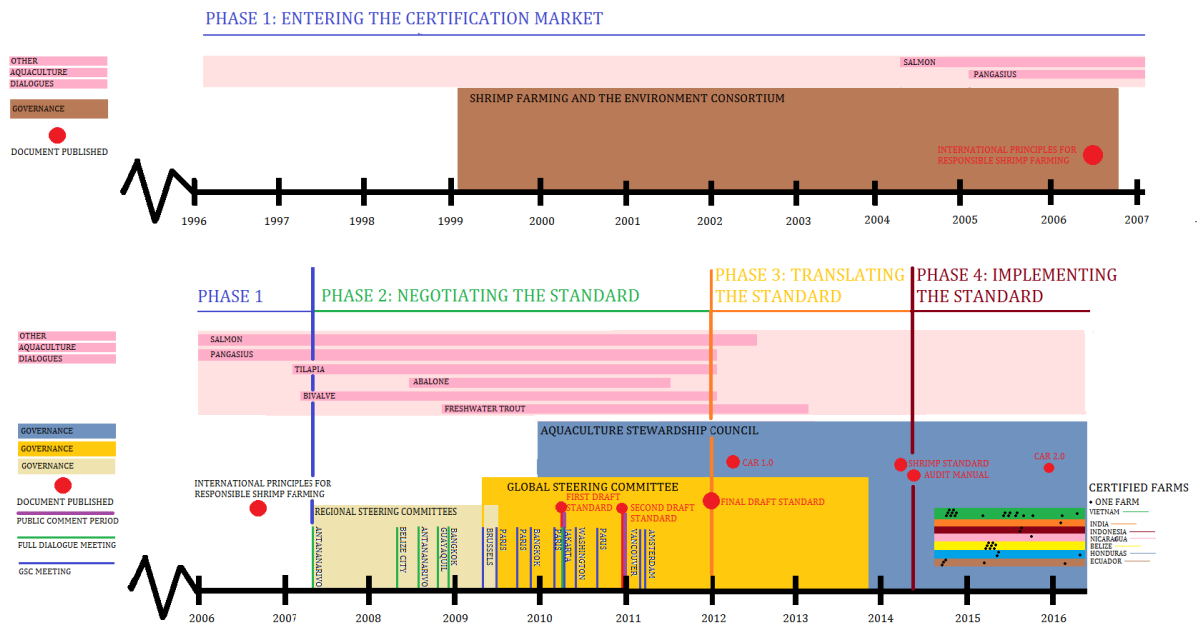 PHASE 1: ENTERING THE CERTIFICATION MARKET
OTHER
AQUACULTURE
DIALOGUES
SALMON
PANGASIUS
GOVERNANCE
SHRIMP FARMING AND THE ENVIRONMENT CONSORTIUM
DOCUMENT PUBLISHED
INTERNATIONAL PRINCIPLES FOR
RESPONSIBLE SHRIMP FARMING
1996 1997 1998 1999 2000 2001 2002 2003 2004 2005 2006 2007
PHASE 1
PHASE 2: NEGOTIATING THE STANDARD
PHASE 3: TRANSLATING
THE STANDARD
PHASE 4: IMPLEMENTING
THE STANDARD
OTHER
AQUACULTURE
DIALOGUES
SALMON
PANGASIUS
TILAPIA
ABALONE
BIVALVE
FRESHWATER TROUT
GOVERNANCE
GOVERNANCE
GOVERNANCE
DOCUMENT PUBLISHED
PUBLIC COMMENT PERIOD
FULL DIALOGUE MEETING
GSC MEETING
AQUACULTURE STEWARDSHIP COUNCIL
CAR 1.0
SHRIMP STANDARD
AUDIT MANUAL
CAR 2.0
INTERNATIONAL PRINCIPLES FOR
RESPONSIBLE SHRIMP FARMING
GLOBAL STEERING COMMITTEE
FIRST DRAFT
STANDARD
SECOND DRAFT
STANDARD
FINAL DRAFT STANDARD
REGIONAL STEERING COMMITTEES
ANTANANARIVO
BELIZE CITY
ANTANANARIVO
GUAYAQUIL
BANGKOK
BRUSSELS
PARIS
PARIS
BANGKOK
PARIS
JAKARTA
WASHINGTON
PARIS
VANCOUVER
AMSTERDAM
CERTIFIED FARMS
• ONE FARM
VIETNAM
INDIA
INDONESIA
NICARAGUA
BELIZE
HONDURAS
ECUADOR
2006 2007 2008 2009 2010 2011 2012 2013 2014 2015 2016